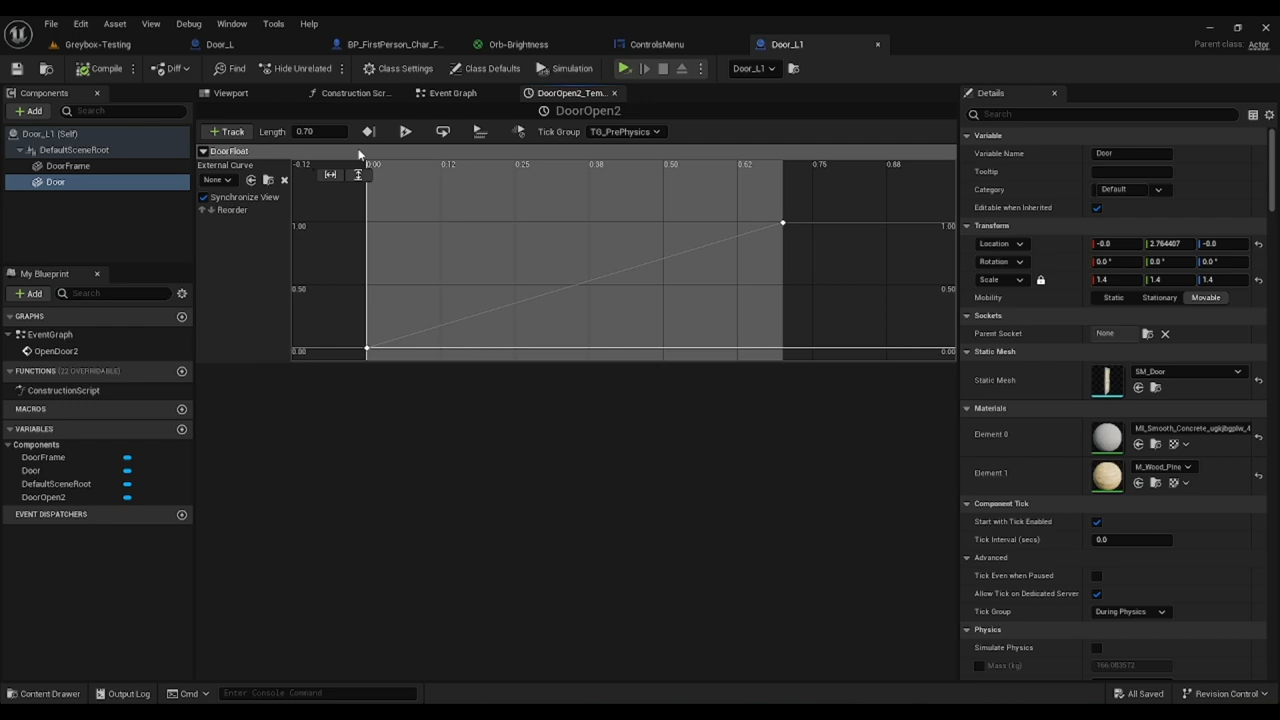 File Edit Asset View Debug Window Tools Help
Greybox-Testing Door_L BP_FirstPerson_Char_F... Orb-Brightness ControlsMenu Door_L1 Parent class: Actor
Compile Diff Find Hide Unrelated Class Settings Class Defaults Simulation Door_L1
Components
Add Search
Door_L1 (Self)
DefaultSceneRoot
DoorFrame
Door
My Blueprint
Add Search
GRAPHS
EventGraph
OpenDoor2
FUNCTIONS (22 OVERRIDABLE)
ConstructionScript
MACROS
VARIABLES
Components
DoorFrame
Door
DefaultSceneRoot
DoorOpen2
EVENT DISPATCHERS
Viewport Construction Scr... Event Graph DoorOpen2_Tem...
DoorOpen2
Track Length 0.70 Tick Group TG_PrePhysics
DoorFloat
External Curve
None
Synchronize View
Reorder
-0.12 0.00 0.12 0.25 0.38 0.50 0.62 0.75 0.88
1.00 1.00
0.50 0.50
0.00 0.00
Details
Search
Variable
Variable Name Door
Tooltip
Category Default
Editable when Inherited
Transform
Location -0.0 2.764407 -0.0
Rotation 0.0° 0.0° 0.0°
Scale 1.4 1.4 1.4
Mobility Static Stationary Movable
Sockets
Parent Socket None
Static Mesh
Static Mesh SM_Door
Materials
Element 0 MI_Smooth_Concrete_ugkjbgplw_4
Element 1 M_Wood_Pine
Component Tick
Start with Tick Enabled
Tick Interval (secs) 0.0
Advanced
Tick Even when Paused
Allow Tick on Dedicated Server
Tick Group During Physics
Physics
Simulate Physics
Mass (kg) 166.083572
Content Drawer Output Log Cmd Enter Console Command All Saved Revision Control